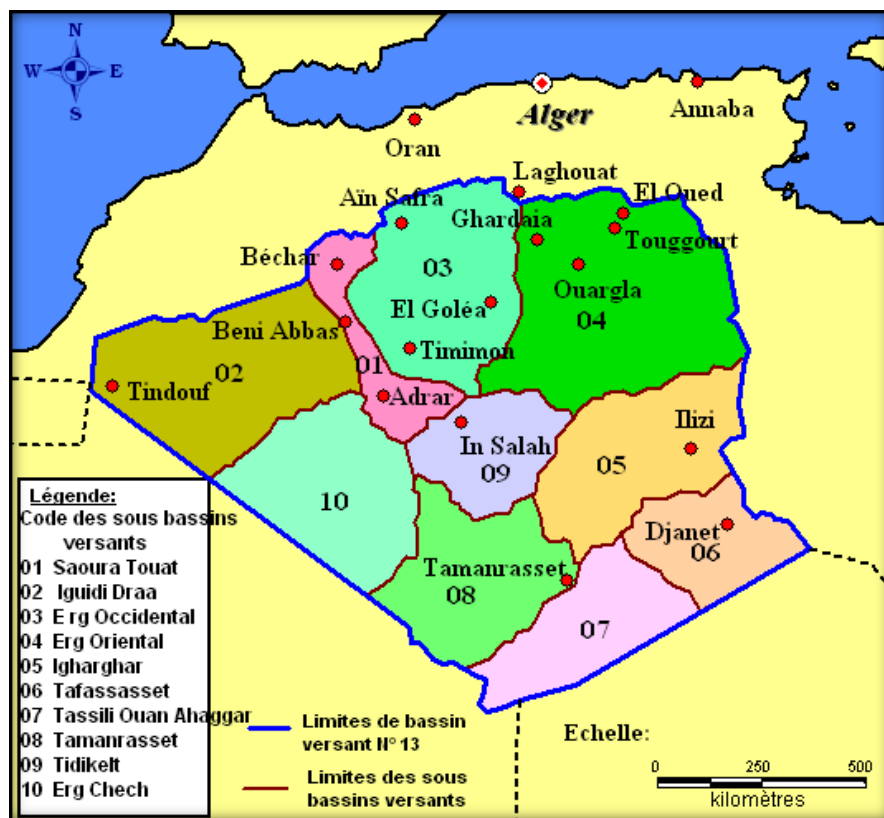 N
W E
S
Alger
Annaba
Oran
Laghouat
El Oued
Aïn Safra
Ghardaia
Touggourt
Béchar
03
Ouargla
El Goléa
04
Beni Abbas
Timimon
01
02
Tindouf
Adrar
Ilizi
In Salah
05
09
10
Djanet
06
Tamanrasset
08
07
Légende:
Code des sous bassins
versants
01 Saoura Touat
02 Iguidi Draa
03 E rg Occidental
04 Erg Oriental
05 Igharghar
06 Tafassasset
07 Tassili Ouan Ahaggar
08 Tamanrasset
09 Tidikelt
10 Erg Chech
Limites de bassin
versant N° 13
Limites des sous
bassins versants
Echelle:
0 250 500
kilomètres